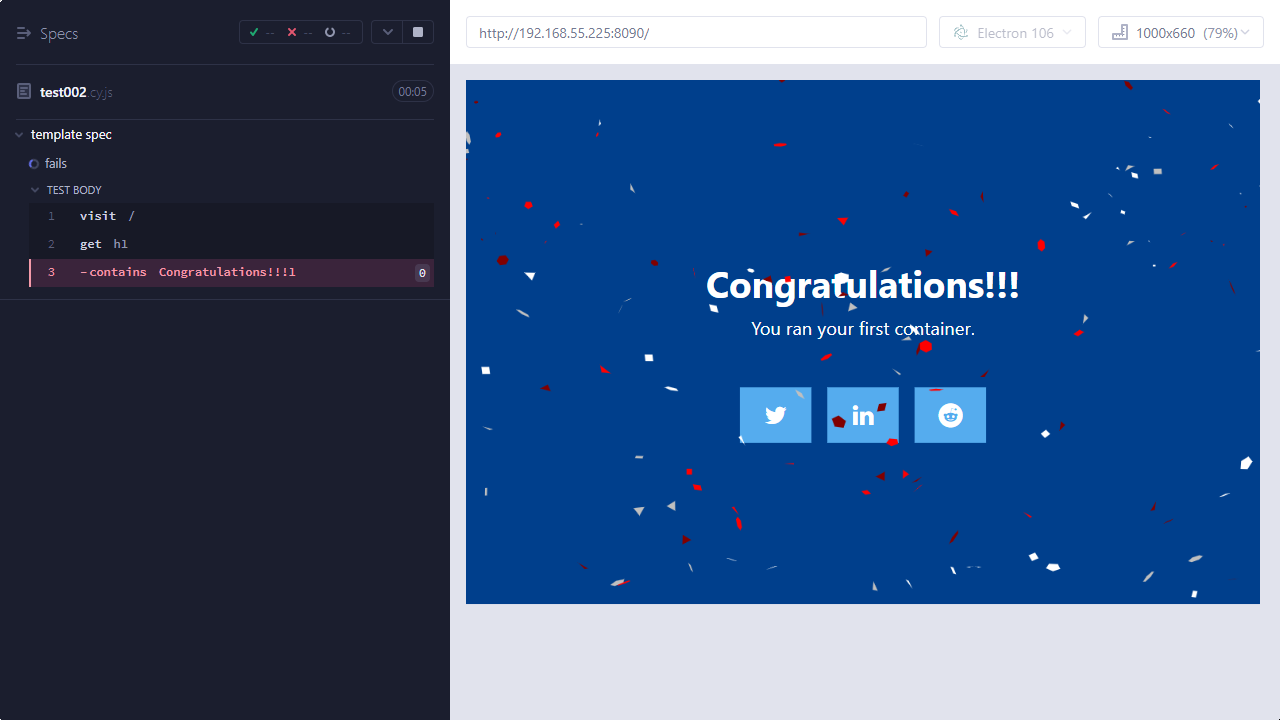 Specs
-- -- --
test002.cy.js
00:05
template spec
fails
TEST BODY
1 visit /
2 get h1
3 -contains Congratulations!!!1 0
http://192.168.55.225:8090/
Electron 106
1000x660 (79%)
Congratulations!!!
You ran your first container.
in